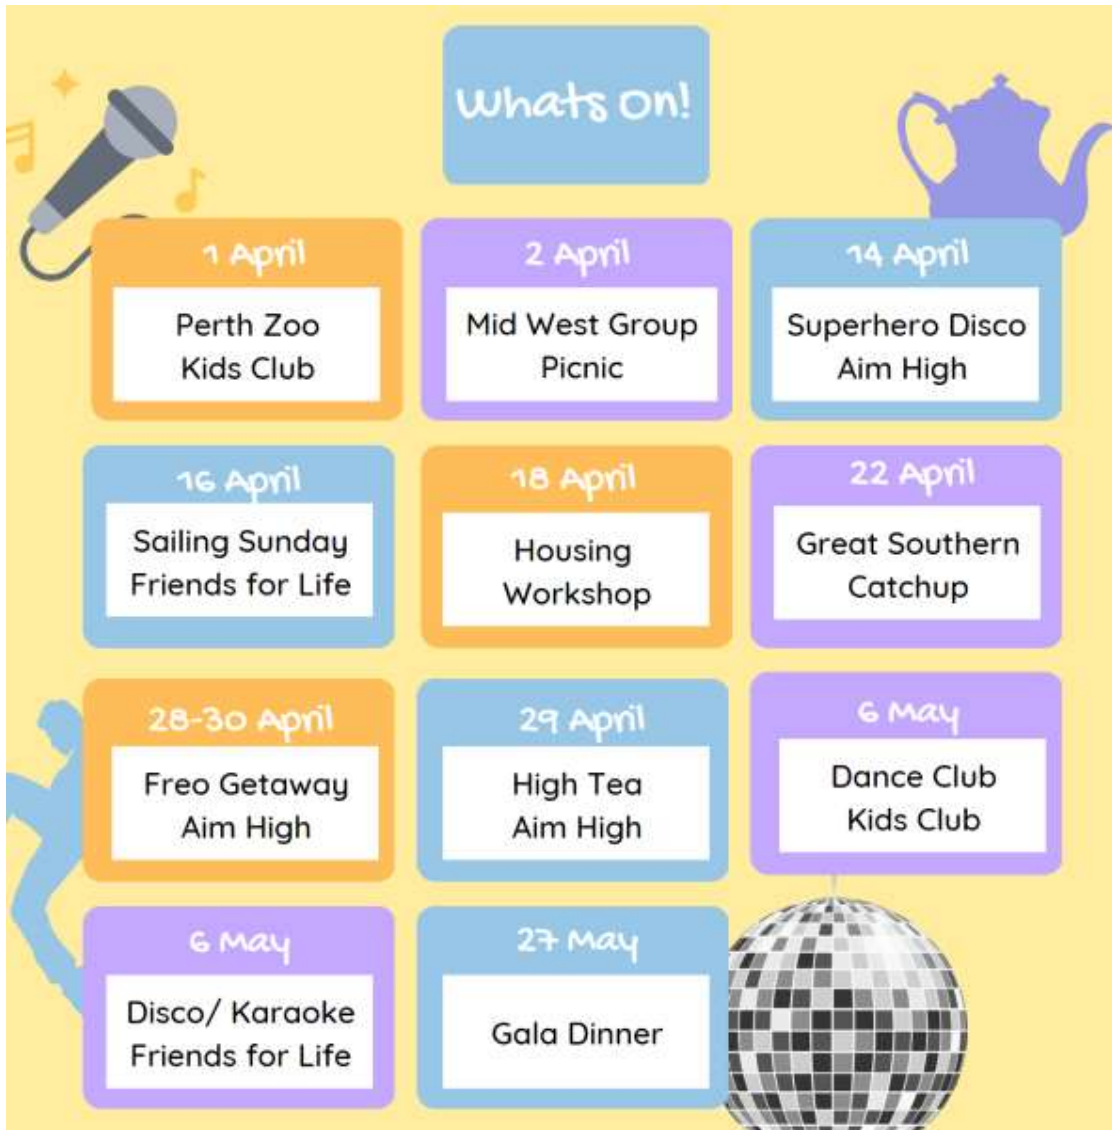 Whats On!
1 April
Perth Zoo
Kids Club
2 April
Mid West Group
Picnic
14 April
Superhero Disco
Aim High
16 April
Sailing Sunday
Friends for Life
18 April
Housing
Workshop
22 April
Great Southern
Catchup
28-30 April
Freo Getaway
Aim High
29 April
High Tea
Aim High
6 May
Dance Club
Kids Club
6 May
Disco/ Karaoke
Friends for Life
27 May
Gala Dinner